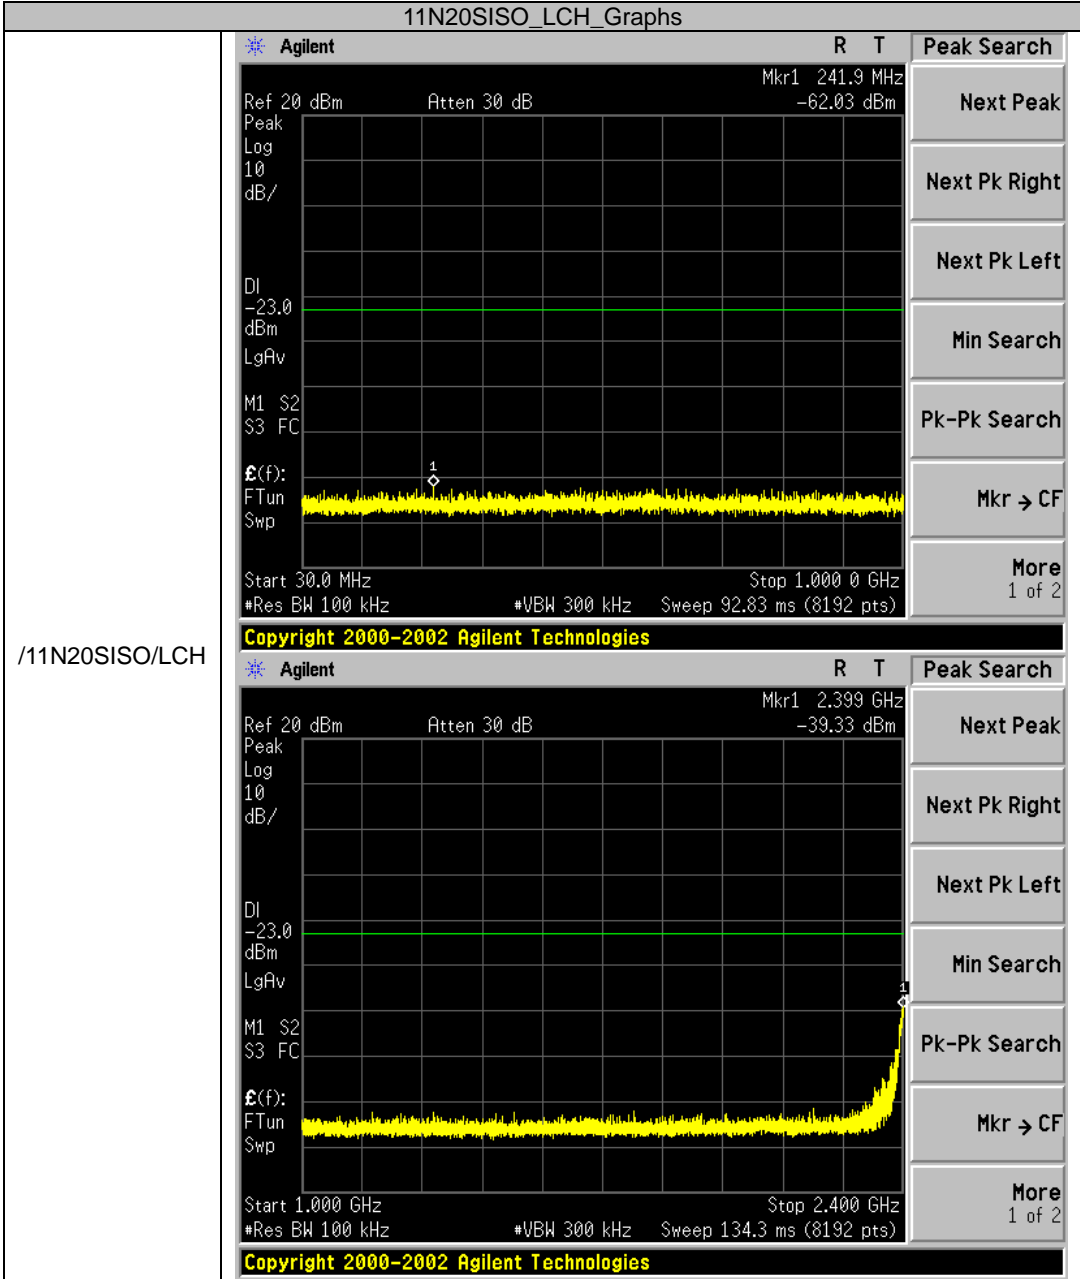 11N20SISO_LCH_Graphs
/11N20SISO/LCH
Agilent R T Peak Search
Mkr1 241.9 MHz
Ref 20 dBm Atten 30 dB -62.03 dBm
Peak
Log
10
dB/
DI
-23.0
dBm
LgAv
M1 S2
S3 FC
£(f):
FTun
Swp
1
Start 30.0 MHz Stop 1.000 0 GHz
#Res BW 100 kHz #VBW 300 kHz Sweep 92.83 ms (8192 pts)
Copyright 2000-2002 Agilent Technologies
Next Peak
Next Pk Right
Next Pk Left
Min Search
Pk-Pk Search
Mkr → CF
More
1 of 2
Agilent R T Peak Search
Mkr1 2.399 GHz
Ref 20 dBm Atten 30 dB -39.33 dBm
Peak
Log
10
dB/
DI
-23.0
dBm
LgAv
M1 S2
S3 FC
£(f):
FTun
Swp
1
Start 1.000 GHz Stop 2.400 GHz
#Res BW 100 kHz #VBW 300 kHz Sweep 134.3 ms (8192 pts)
Copyright 2000-2002 Agilent Technologies
Next Peak
Next Pk Right
Next Pk Left
Min Search
Pk-Pk Search
Mkr → CF
More
1 of 2